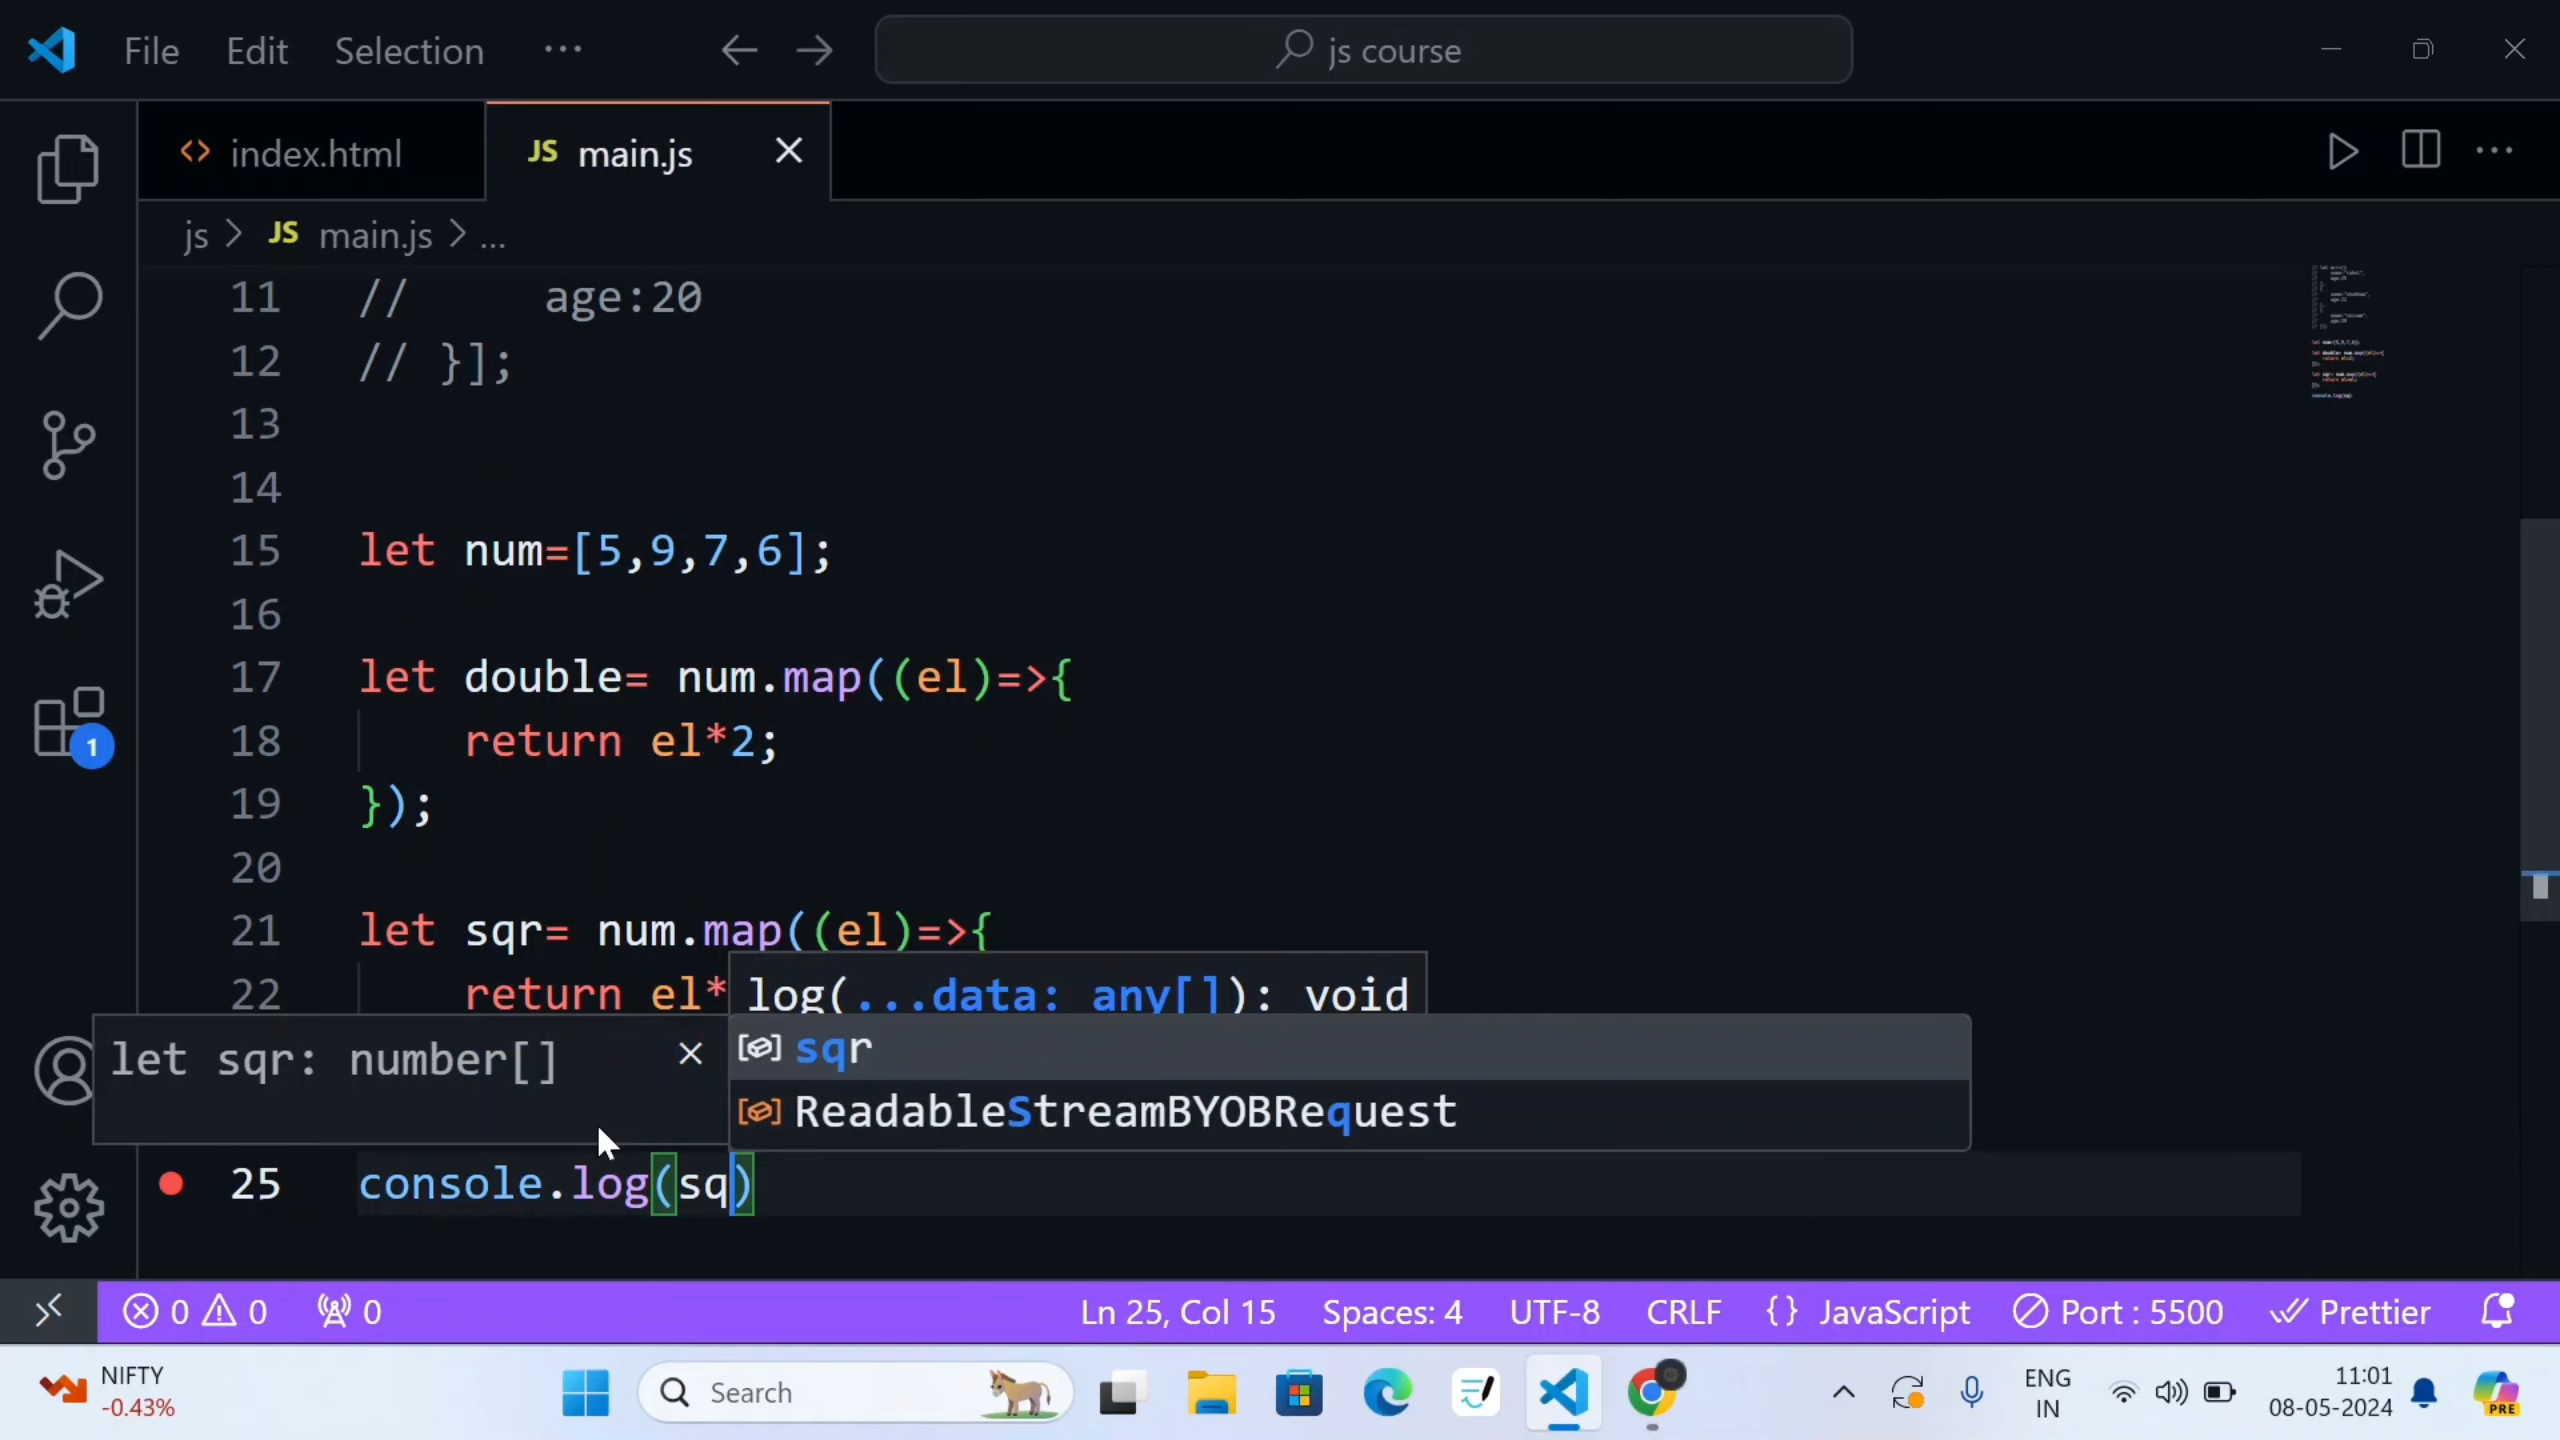 File Edit Selection ... js course
index.html JS main.js
js > JS main.js > ...
11 // age:20
12 // }];
13
14
15 let num=[5,9,7,6];
16
17 let double= num.map((el)=>{
18 return el*2;
19 });
20
21 let sqr= num.map((el)=>{
22 return el*
log(...data: any[]): void
let sqr: number[]
sqr
ReadableStreamBYOBRequest
25 console.log(sq)
1
0 0 0 Ln 25, Col 15 Spaces: 4 UTF-8 CRLF {} JavaScript Port : 5500 Prettier
NIFTY
-0.43%
Search
ENG
IN
11:01
08-05-2024
PRE